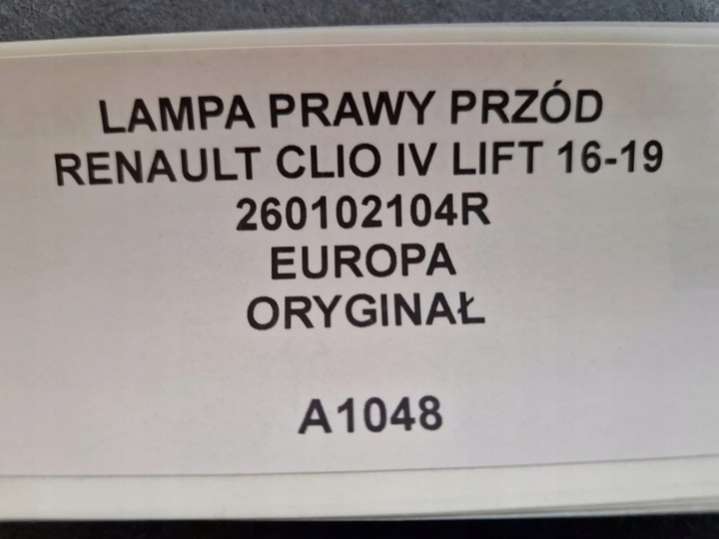 LAMPA PRAWY PRZÓD
RENAULT CLIO IV LIFT 16-19
260102104R
EUROPA
ORYGINAŁ
A1048